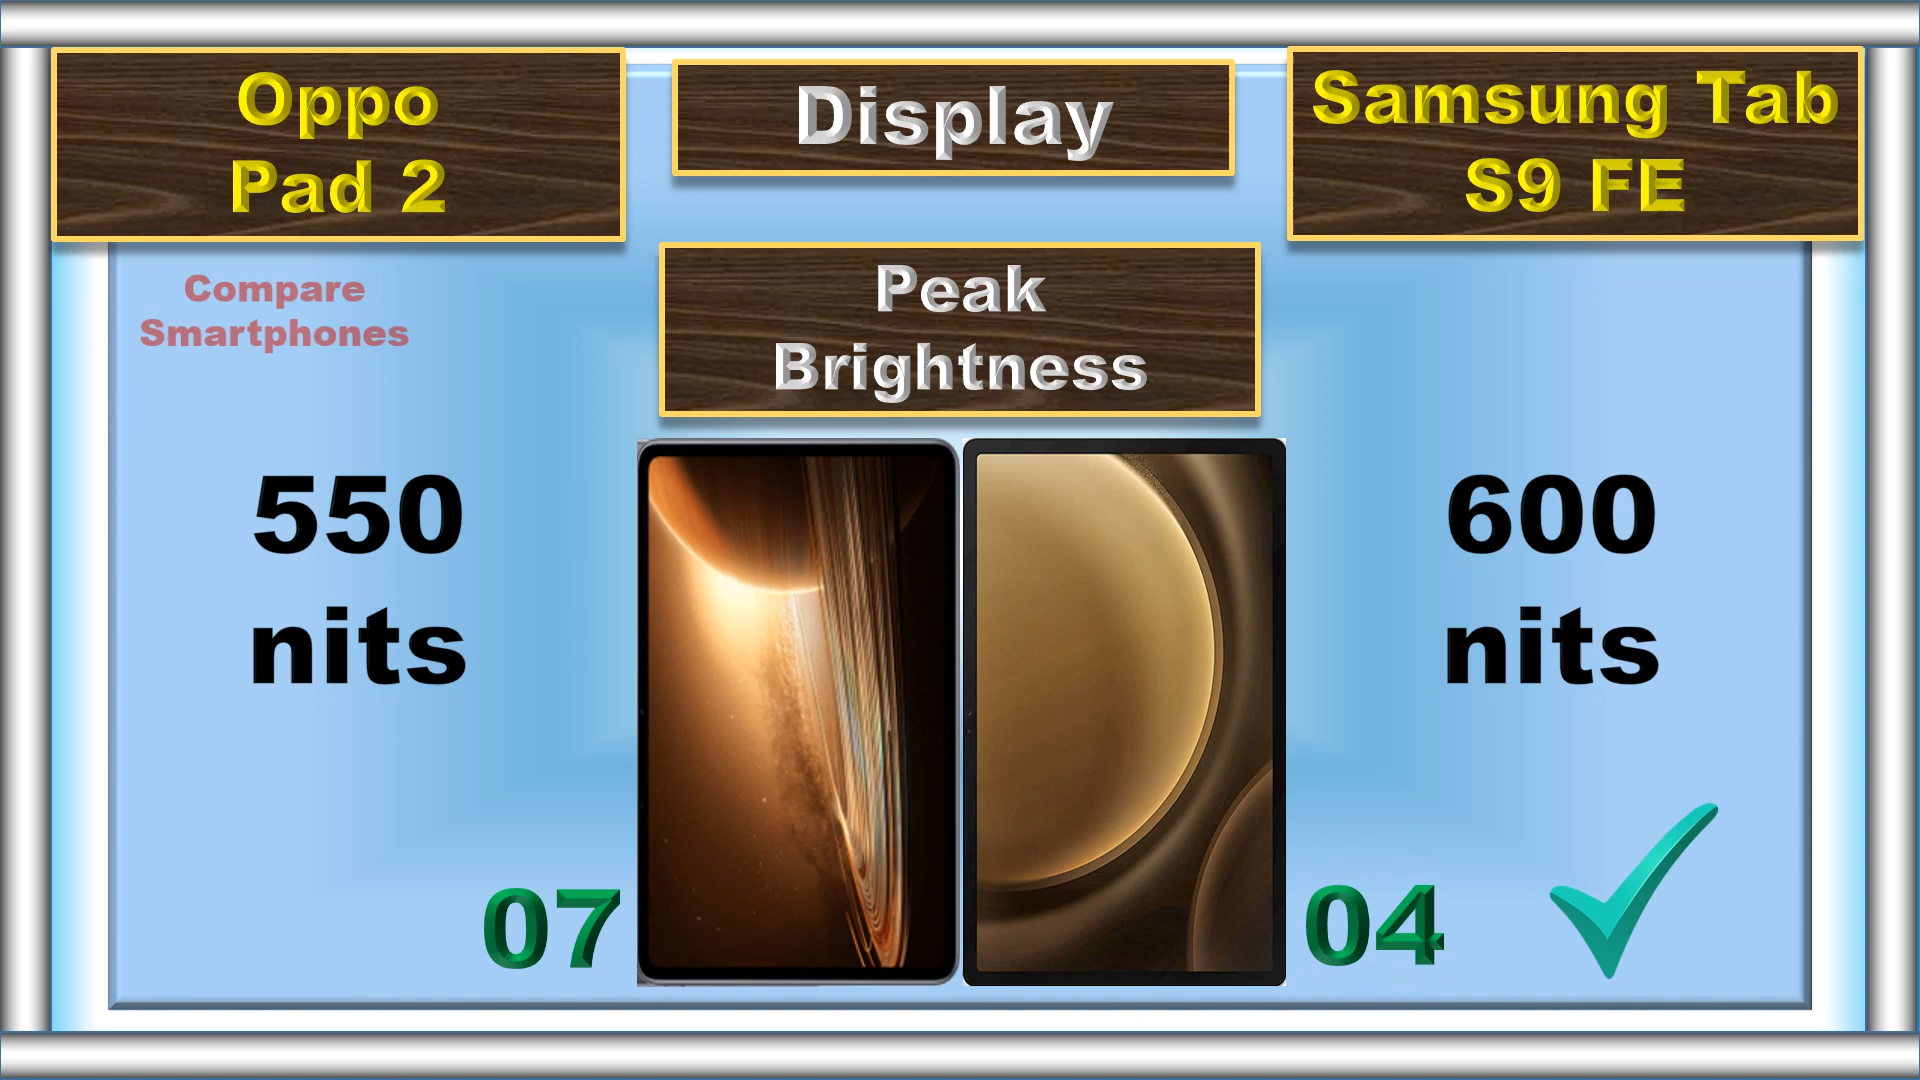 Oppo
Pad 2
Display
Samsung Tab
S9 FE
Compare
Smartphones
Peak
Brightness
550
nits
600
nits
07
04